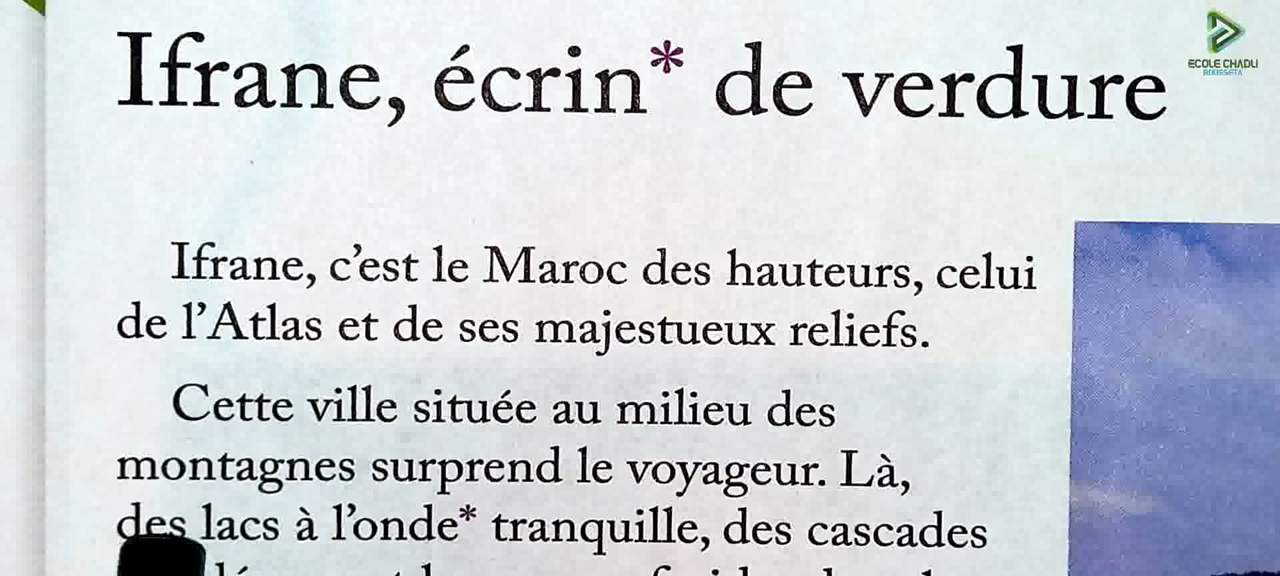 Ifrane, écrin* de verdure
ECOLE CHADLI
BOUSSETA
Ifrane, c'est le Maroc des hauteurs, celui
de l'Atlas et de ses majestueux reliefs.
Cette ville située au milieu des
montagnes surprend le voyageur. Là,
des lacs à l'onde* tranquille, des cascades